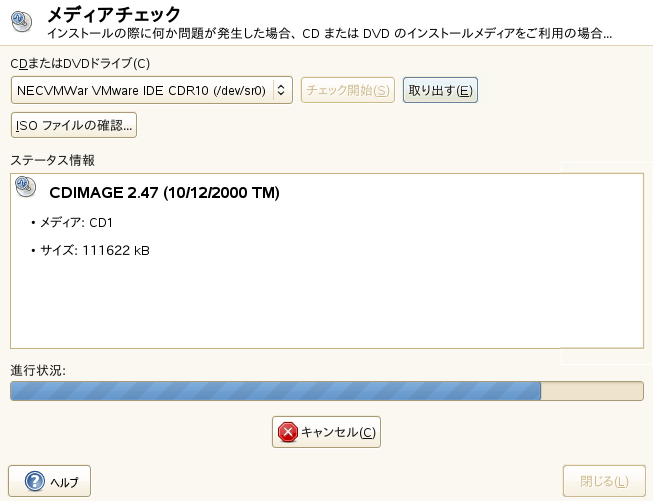 メディアチェック
インストールの際に何か問題が発生した場合、CD または DVD のインストールメディアをご利用の場合...
CDまたはDVDドライブ(C)
NECVMWar VMware IDE CDR10 (/dev/sr0) チェック開始(S) 取り出す(E)
ISO ファイルの確認...
ステータス情報
CDIMAGE 2.47 (10/12/2000 TM)
• メディア: CD1
• サイズ: 111622 kB
進行状況:
キャンセル(C)
ヘルプ 閉じる(L)